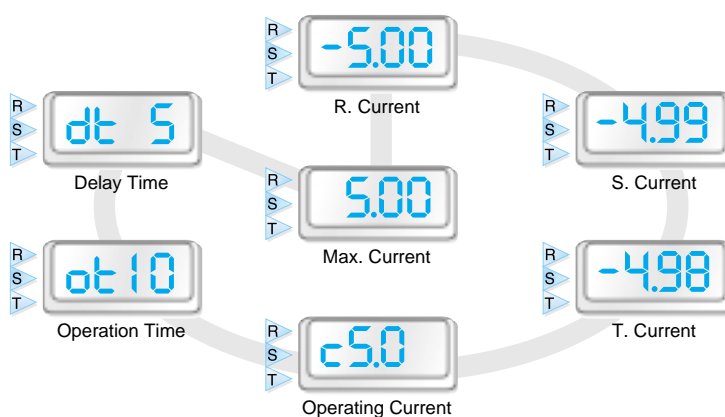 R
S
T
-5.00
R. Current
R
S
T
dt 5
Delay Time
R
S
T
-4.99
S. Current
R
S
T
5.00
Max. Current
R
S
T
ot10
Operation Time
R
S
T
-4.98
T. Current
R
S
T
c5.0
Operating Current